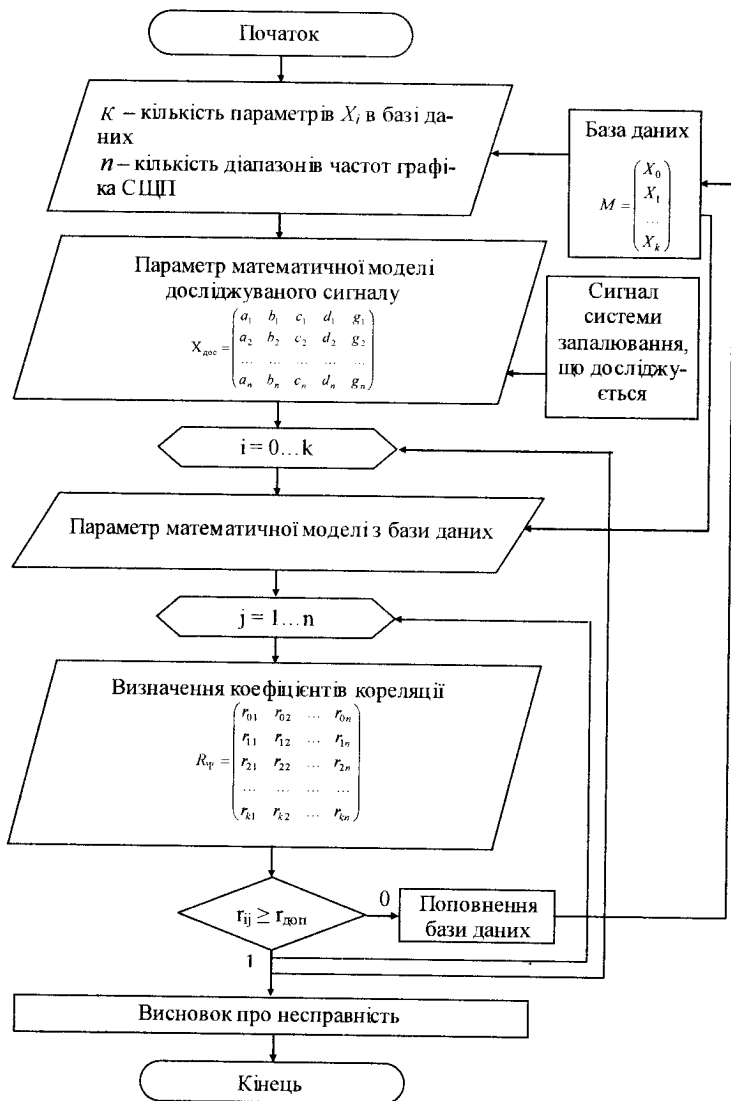 Початок
К – кількість параметрів Xi в базі да-
них
n – кількість діапазонів частот графі-
ка СЩП
База даних
M = (X0
X1
...
Xk)
Параметр математичної моделі
досліджуваного сигналу
Xдос = (a1 b1 c1 d1 g1
a2 b2 c2 d2 g2
... ... ... ... ...
an bn cn dn gn)
Сигнал
системи
запалювання,
що досліджу-
ється
i = 0…k
Параметр математичної моделі з бази даних
j = 1…n
Визначення коефіцієнтів кореляції
RΨ = (r01 r02 ... r0n
r11 r12 ... r1n
r21 r22 ... r2n
... ... ... ...
rk1 rk2 ... rkn)
rij ≥ rдоп
0
Поповнення
бази даних
1
Висновок про несправність
Кінець